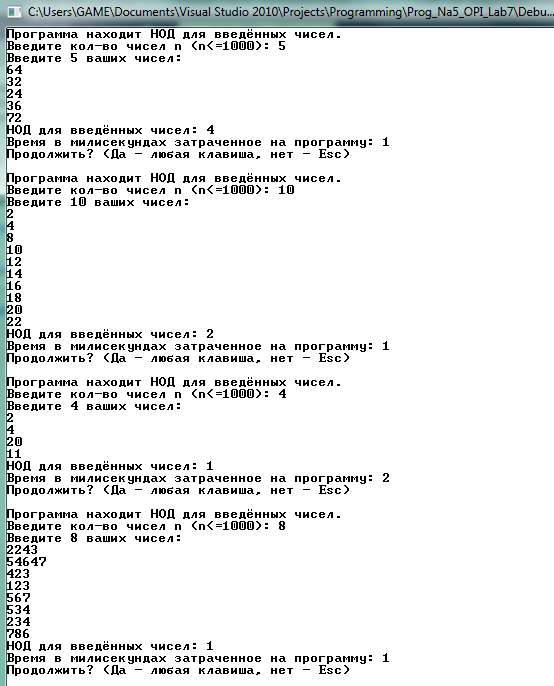 C:\Users\GAME\Documents\Visual Studio 2010\Projects\Programming\Prog_Na5_OPI_Lab7\Debu...
Программа находит НОД для введённых чисел.
Введите кол-во чисел n (n<=1000): 5
Введите 5 ваших чисел:
64
32
24
36
72
НОД для введённых чисел: 4
Время в милисекундах затраченное на программу: 1
Продолжить? (Да - любая клавиша, нет - Esc)
Программа находит НОД для введённых чисел.
Введите кол-во чисел n (n<=1000): 10
Введите 10 ваших чисел:
2
4
8
10
12
14
16
18
20
22
НОД для введённых чисел: 2
Время в милисекундах затраченное на программу: 1
Продолжить? (Да - любая клавиша, нет - Esc)
Программа находит НОД для введённых чисел.
Введите кол-во чисел n (n<=1000): 4
Введите 4 ваших чисел:
2
4
20
11
НОД для введённых чисел: 1
Время в милисекундах затраченное на программу: 2
Продолжить? (Да - любая клавиша, нет - Esc)
Программа находит НОД для введённых чисел.
Введите кол-во чисел n (n<=1000): 8
Введите 8 ваших чисел:
2243
54647
423
123
567
534
234
786
НОД для введённых чисел: 1
Время в милисекундах затраченное на программу: 1
Продолжить? (Да - любая клавиша, нет - Esc)